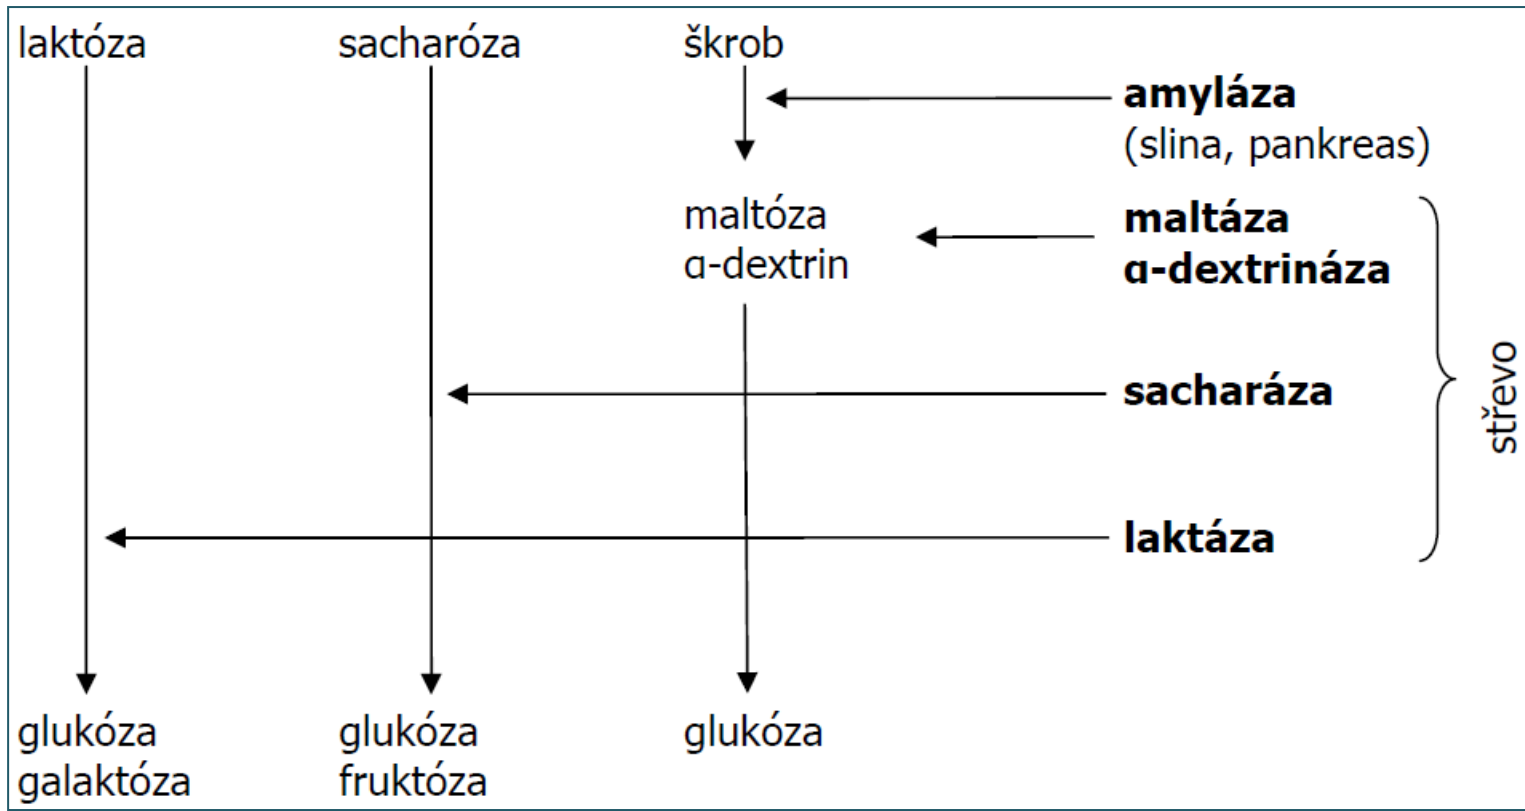 laktóza
sacharóza
škrob
amyláza
(slina, pankreas)
maltóza
α-dextrin
maltáza
α-dextrináza
sacharáza
laktáza
střevo
glukóza
galaktóza
glukóza
fruktóza
glukóza